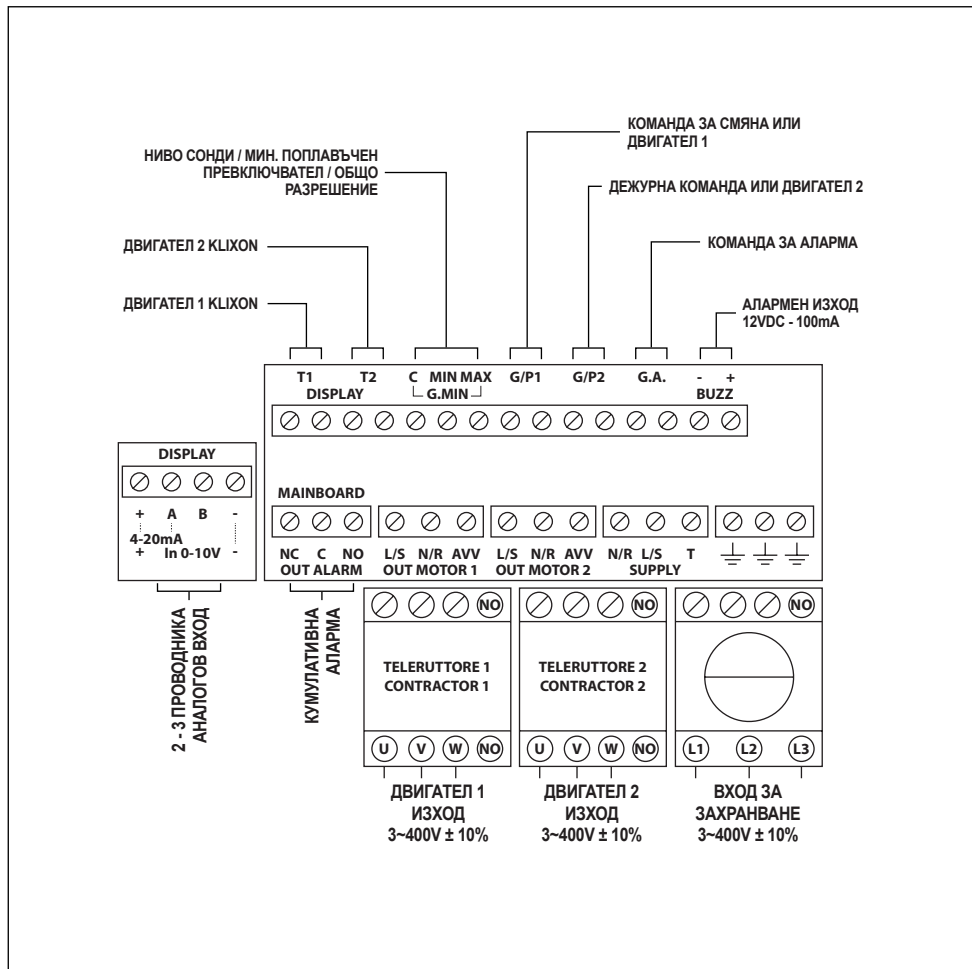 КОМАНДА ЗА СМЯНА ИЛИ
ДВИГАТЕЛ 1
НИВО СОНДИ / МИН. ПОПЛАВЪЧЕН
ПРЕВКЛЮЧВАТЕЛ / ОБЩО
РАЗРЕШЕНИЕ
ДЕЖУРНА КОМАНДА ИЛИ ДВИГАТЕЛ 2
ДВИГАТЕЛ 2 KLIXON
КОМАНДА ЗА АЛАРМА
ДВИГАТЕЛ 1 KLIXON
АЛАРМЕН ИЗХОД
12VDC - 100mA
T1 T2 C MIN MAX G/P1 G/P2 G.A. - +
DISPLAY G.MIN BUZZ
DISPLAY
+ A B -
4-20mA
+ In 0-10V -
2 - 3 ПРОВОДНИКА
АНАЛОГОВ ВХОД
MAINBOARD
NC C NO L/S N/R AVV L/S N/R AVV N/R L/S T
OUT ALARM OUT MOTOR 1 OUT MOTOR 2 SUPPLY
КУМУЛАТИВНА
АЛАРМА
NO NO NO
TELERUTTORE 1
CONTRACTOR 1
TELERUTTORE 2
CONTRACTOR 2
U V W NO U V W NO L1 L2 L3
ДВИГАТЕЛ 1
ИЗХОД
3~400V ± 10%
ДВИГАТЕЛ 2
ИЗХОД
3~400V ± 10%
ВХОД ЗА
ЗАХРАНВАНЕ
3~400V ± 10%